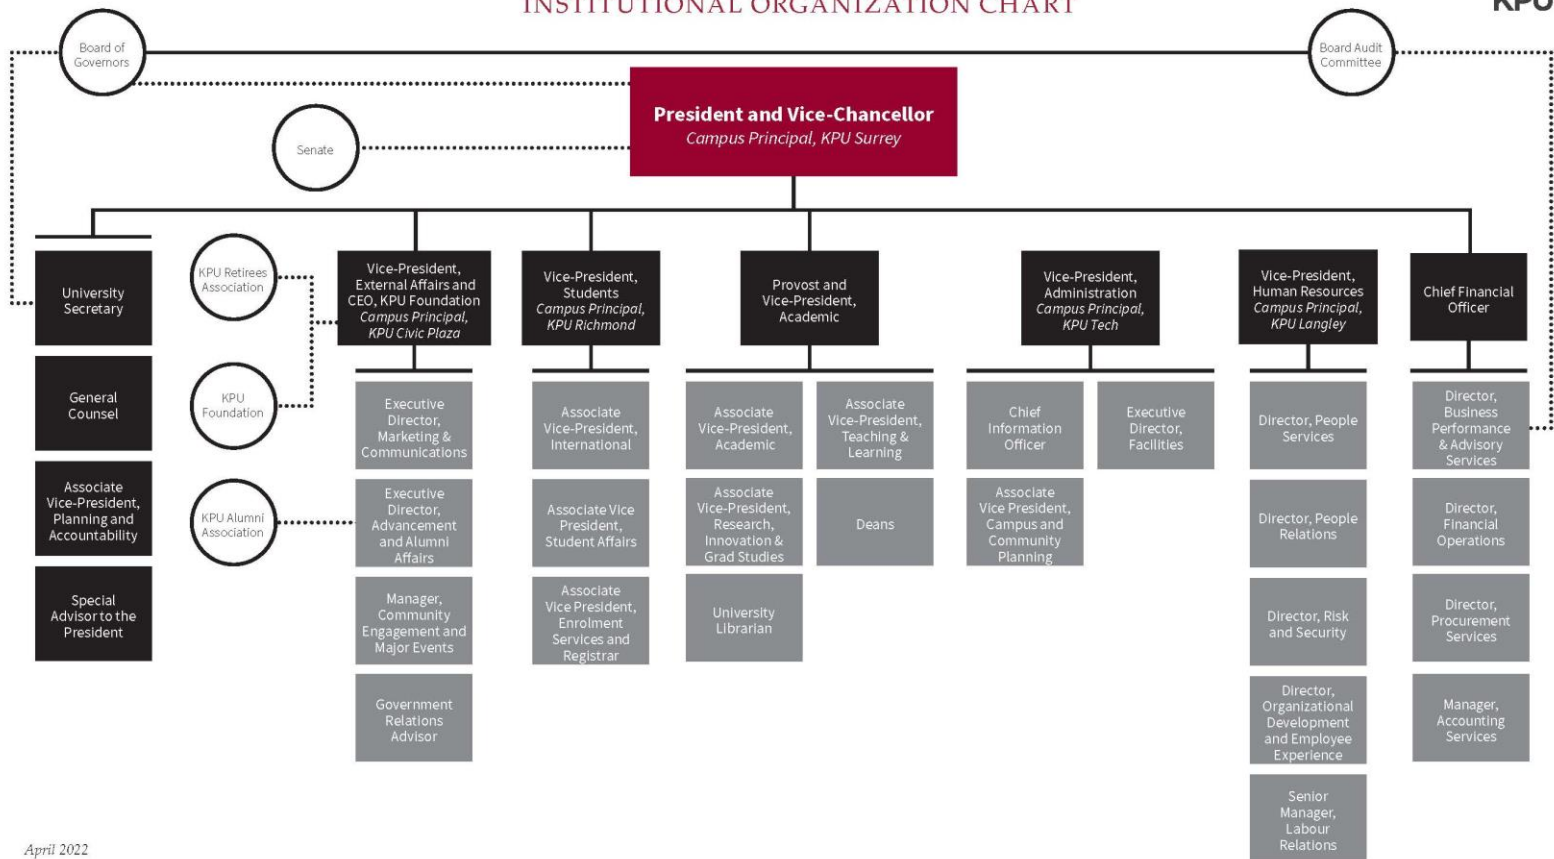 INSTITUTIONAL ORGANIZATION CHART
KPU
Board of
Governors
Board Audit
Committee
President and Vice-Chancellor
Campus Principal, KPU Surrey
Senate
University
Secretary
General
Counsel
Associate
Vice-President,
Planning and
Accountability
Special
Advisor to the
President
KPU Retirees
Association
KPU
Foundation
KPU Alumni
Association
Vice-President,
External Affairs and
CEO, KPU Foundation
Campus Principal,
KPU Civic Plaza
Executive
Director,
Marketing &
Communications
Executive
Director,
Advancement
and Alumni
Affairs
Manager,
Community
Engagement and
Major Events
Government
Relations
Advisor
Vice-President,
Students
Campus Principal,
KPU Richmond
Associate
Vice-President,
International
Associate Vice
President,
Student Affairs
Associate
Vice President,
Enrolment
Services and
Registrar
Provost and
Vice-President,
Academic
Associate
Vice-President,
Academic
Associate
Vice-President,
Teaching &
Learning
Associate
Vice-President,
Research,
Innovation &
Grad Studies
Deans
University
Librarian
Vice-President,
Administration
Campus Principal,
KPU Tech
Chief
Information
Officer
Executive
Director,
Facilities
Associate
Vice President,
Campus and
Community
Planning
Vice-President,
Human Resources
Campus Principal,
KPU Langley
Director, People
Services
Director, People
Relations
Director, Risk
and Security
Director,
Organizational
Development
and Employee
Experience
Senior
Manager,
Labour
Relations
Chief Financial
Officer
Director,
Business
Performance
& Advisory
Services
Director,
Financial
Operations
Director,
Procurement
Services
Manager,
Accounting
Services
April 2022